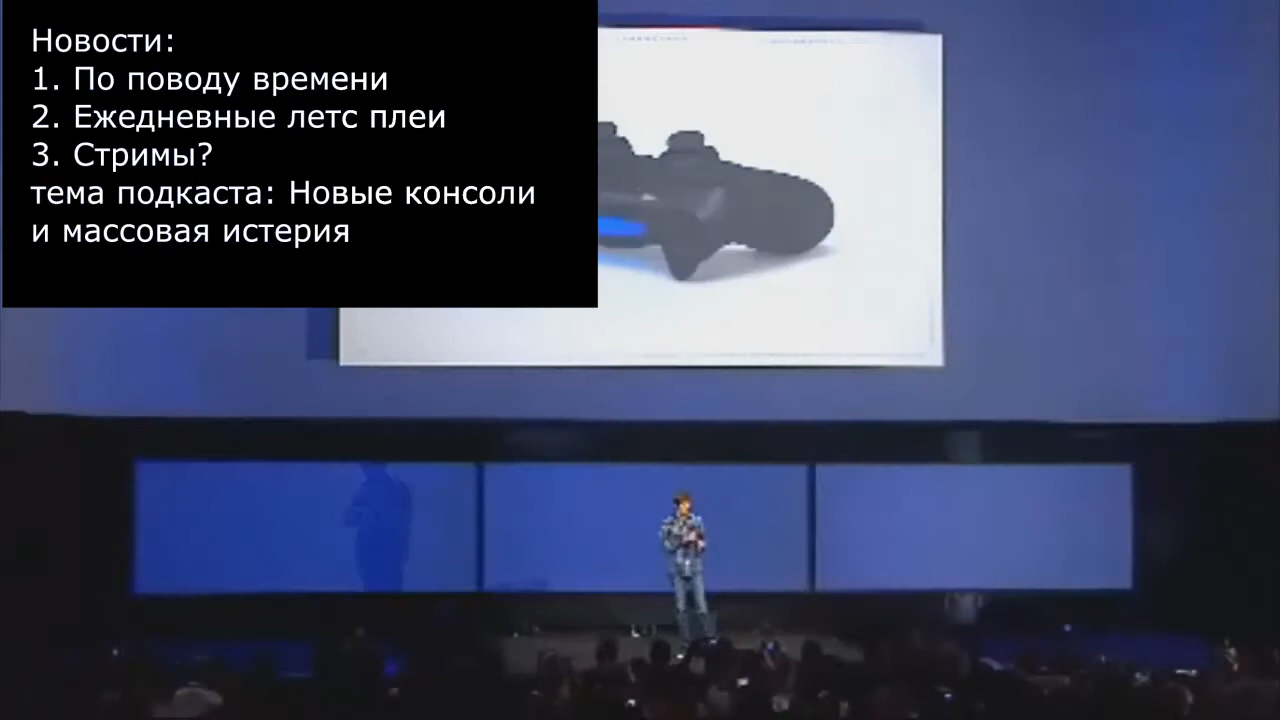 Новости:
1. По поводу времени
2. Ежедневные летс плеи
3. Стримы?
тема подкаста: Новые консоли
и массовая истерия